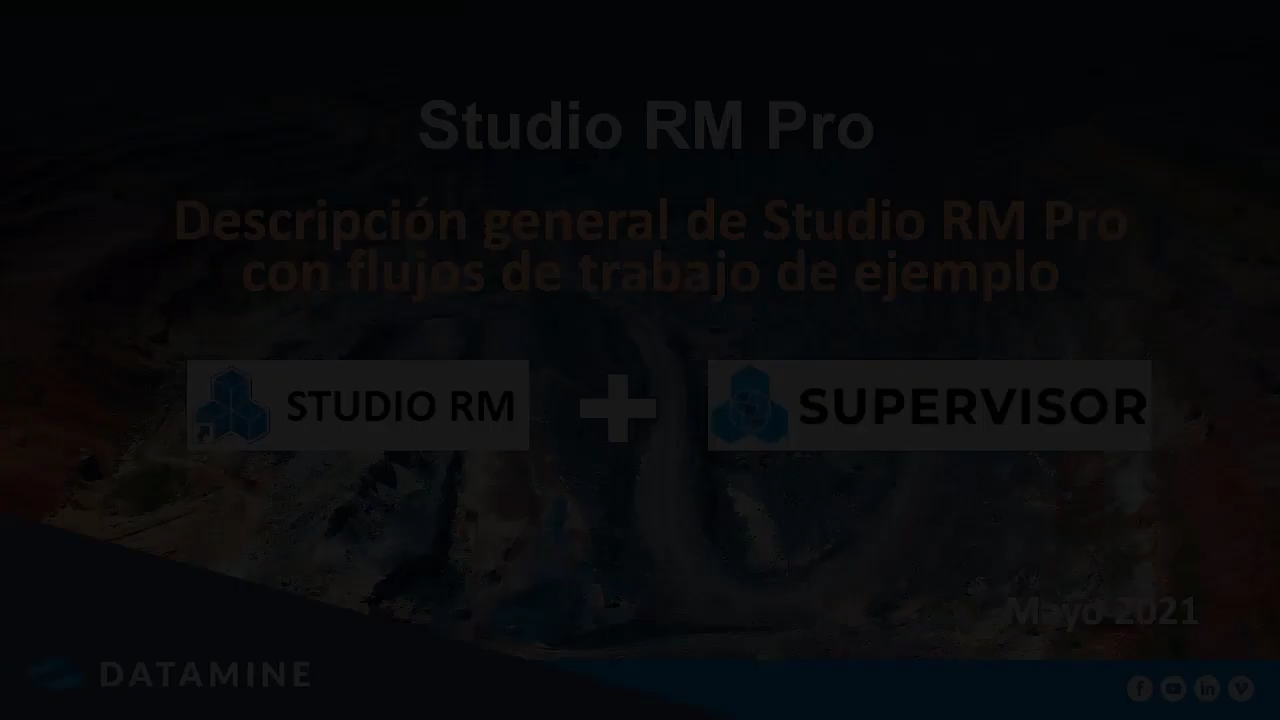 Studio RM Pro
Descripción general de Studio RM Pro
con flujos de trabajo de ejemplo
STUDIO RM
SUPERVISOR
Mayo 2021
DATAMINE